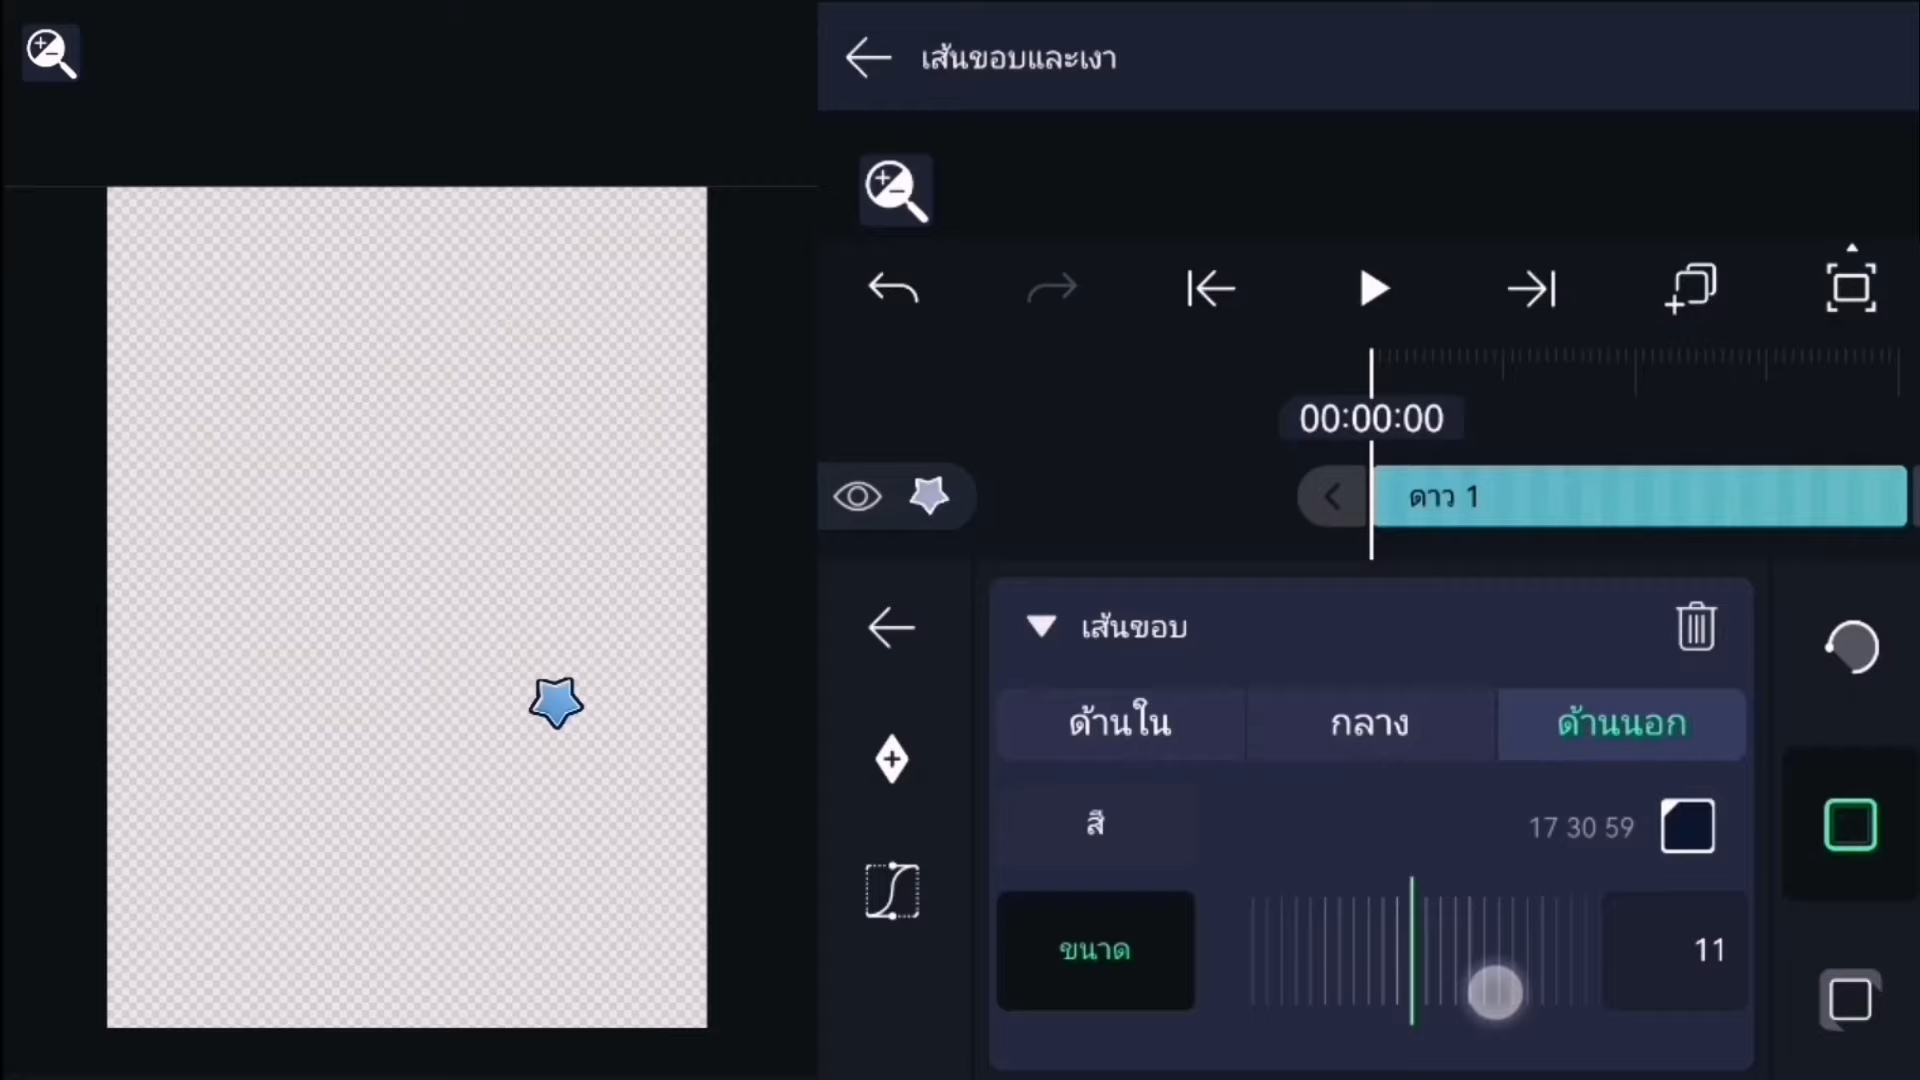 เส้นขอบและเงา
00:00:00
ดาว 1
เส้นขอบ
ด้านใน กลาง ด้านนอก
สี 17 30 59
ขนาด 11